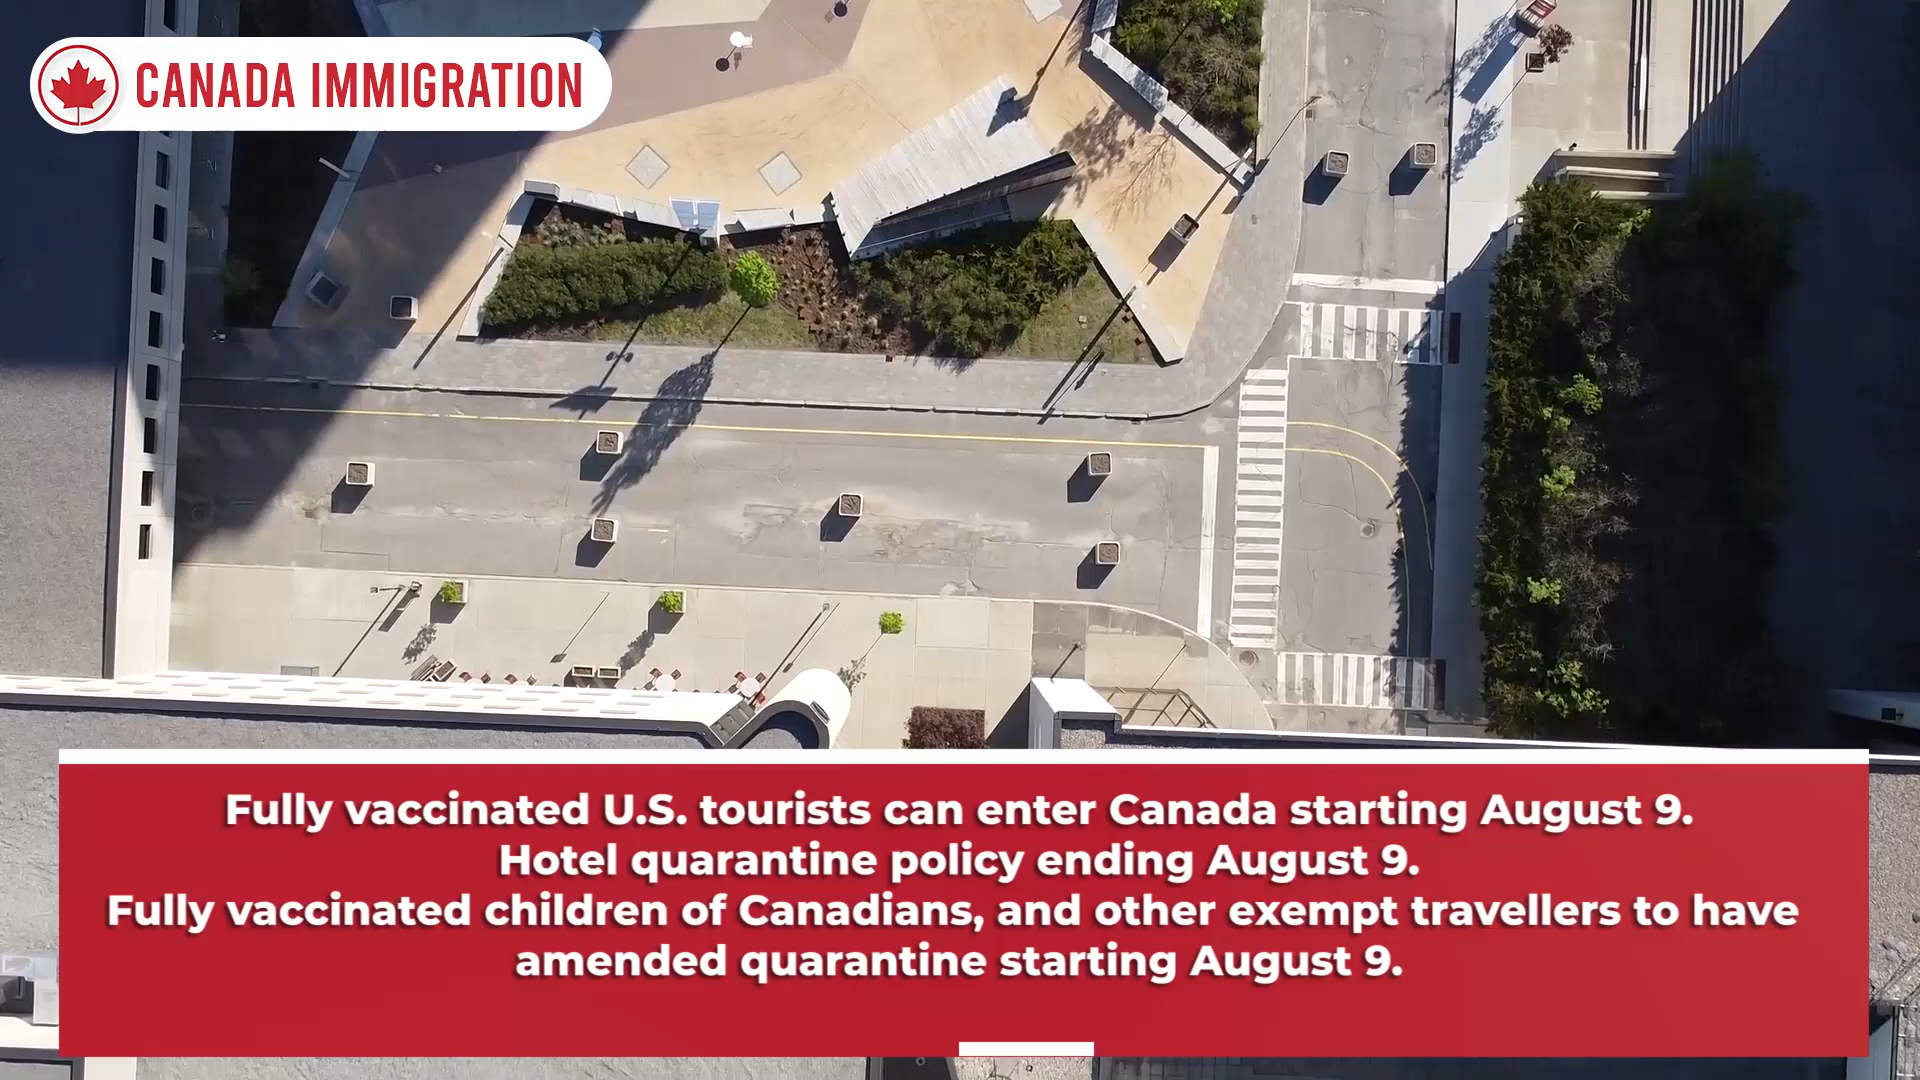 CANADA IMMIGRATION
Fully vaccinated U.S. tourists can enter Canada starting August 9.
Hotel quarantine policy ending August 9.
Fully vaccinated children of Canadians, and other exempt travellers to have
amended quarantine starting August 9.